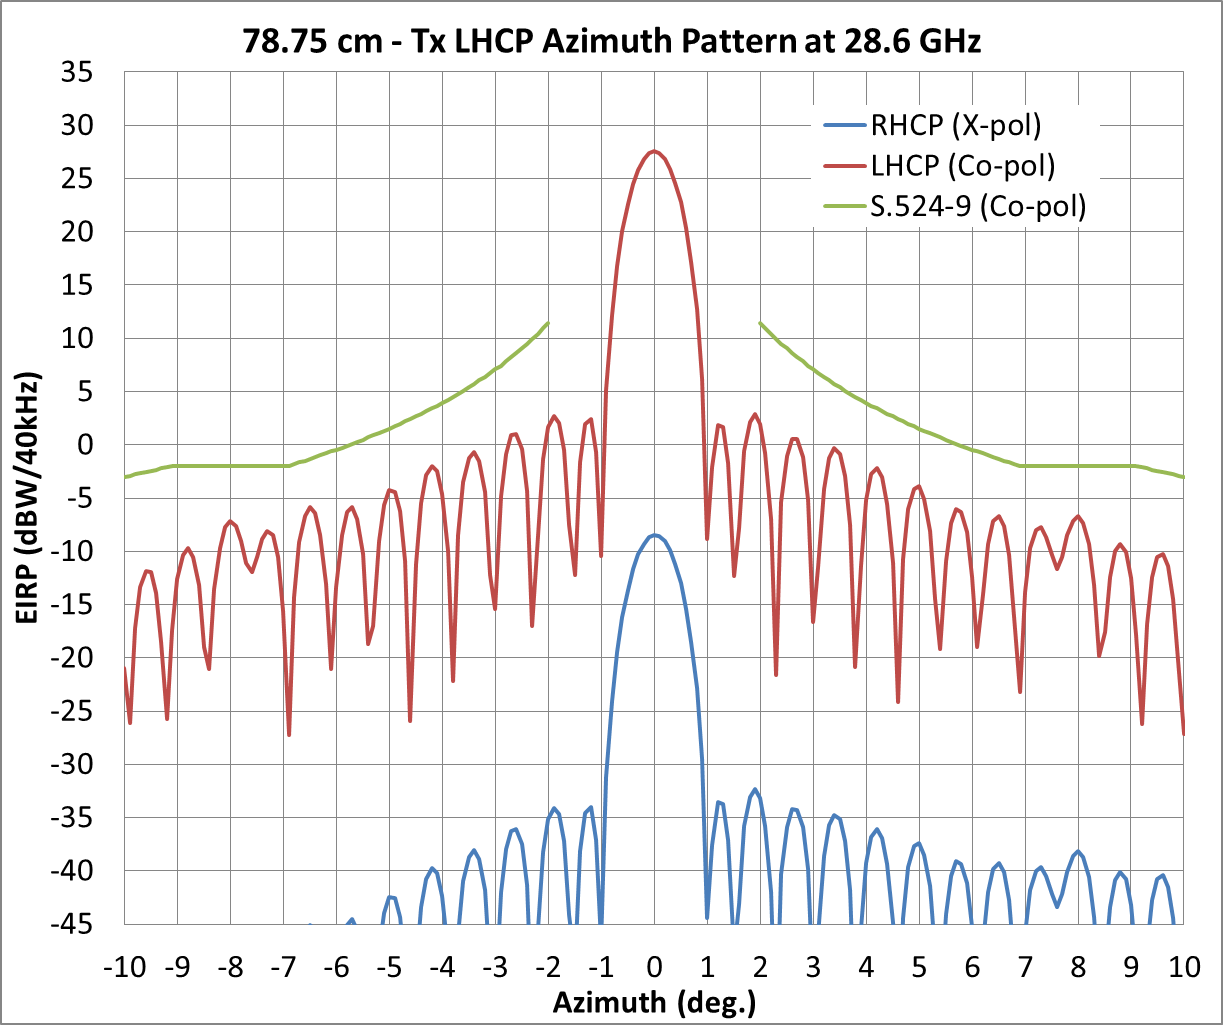 78.75 cm - Tx LHCP Azimuth Pattern at 28.6 GHz
RHCP (X-pol)
LHCP (Co-pol)
S.524-9 (Co-pol)
EIRP (dBW/40kHz)
35
30
25
20
15
10
5
0
-5
-10
-15
-20
-25
-30
-35
-40
-45
-10 -9 -8 -7 -6 -5 -4 -3 -2 -1 0 1 2 3 4 5 6 7 8 9 10
Azimuth (deg.)